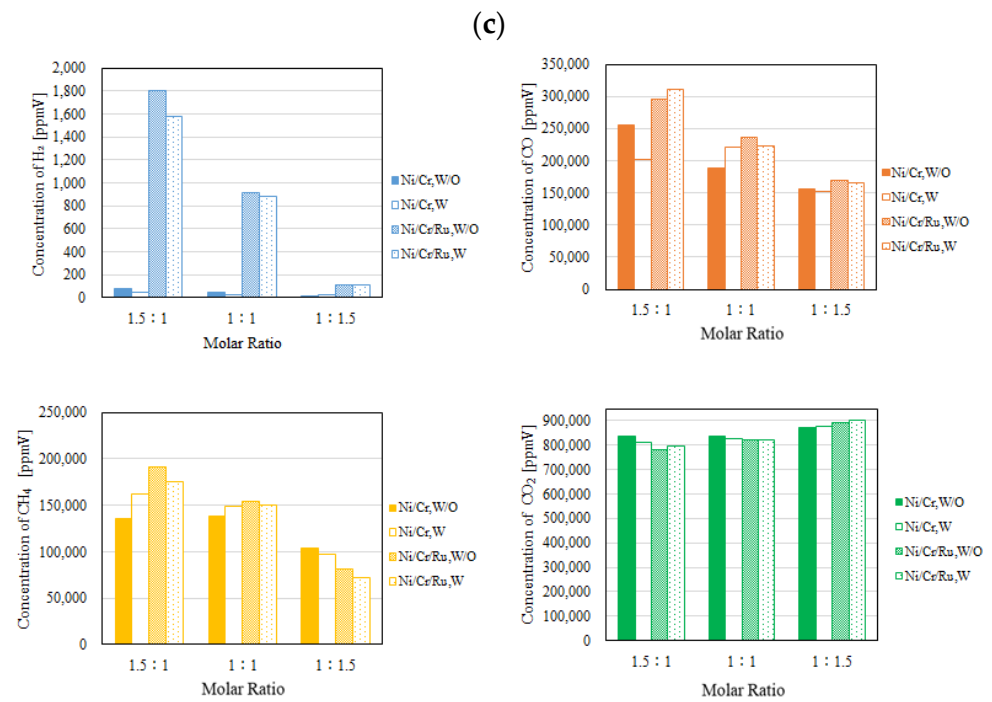 (c)
Concentration of H₂ [ppmV]
2,000
1,800
1,600
1,400
1,200
1,000
800
600
400
200
0
1.5：1
1：1
1：1.5
Molar Ratio
Ni/Cr,W/O
Ni/Cr,W
Ni/Cr/Ru,W/O
Ni/Cr/Ru,W
Concentration of CO [ppmV]
350,000
300,000
250,000
200,000
150,000
100,000
50,000
0
1.5：1
1：1
1：1.5
Molar Ratio
Ni/Cr,W/O
Ni/Cr,W
Ni/Cr/Ru,W/O
Ni/Cr/Ru,W
Concentration of CH₄ [ppmV]
250,000
200,000
150,000
100,000
50,000
0
1.5：1
1：1
1：1.5
Molar Ratio
Ni/Cr,W/O
Ni/Cr,W
Ni/Cr/Ru,W/O
Ni/Cr/Ru,W
Concentration of CO₂ [ppmV]
900,000
800,000
700,000
600,000
500,000
400,000
300,000
200,000
100,000
0
1.5：1
1：1
1：1.5
Molar Ratio
Ni/Cr,W/O
Ni/Cr,W
Ni/Cr/Ru,W/O
Ni/Cr/Ru,W